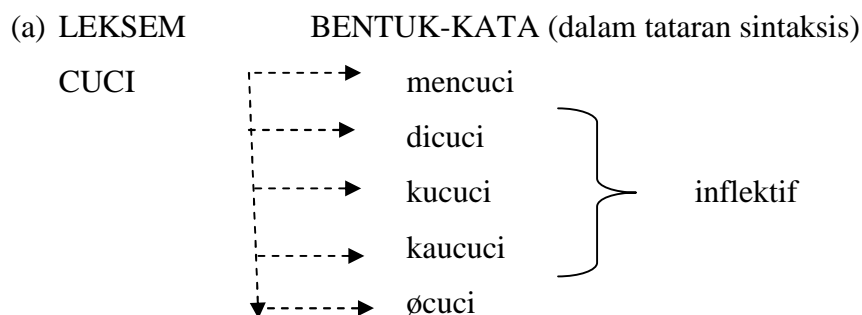 (a) LEKSEM BENTUK-KATA (dalam tataran sintaksis)
CUCI mencuci
dicuci
kucuci inflektif
kaucuci
øcuci